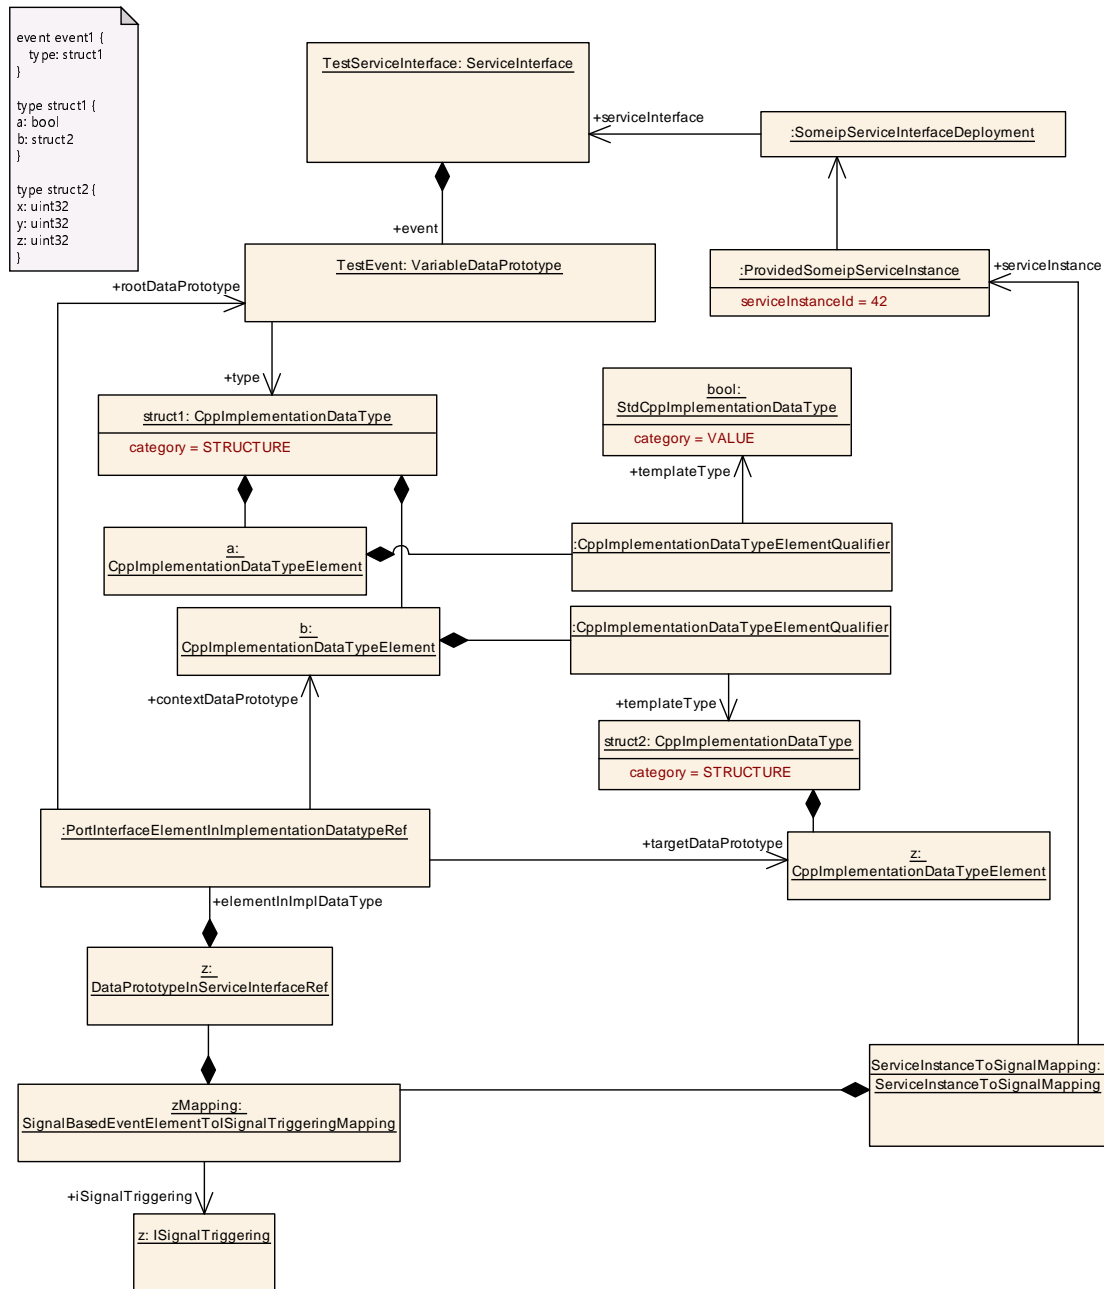 event event1 {
type: struct1
}
type struct1 {
a: bool
b: struct2
}
type struct2 {
x: uint32
y: uint32
z: uint32
}
TestServiceInterface: ServiceInterface
+serviceInterface
:SomeipServiceInterfaceDeployment
+event
TestEvent: VariableDataPrototype
:ProvidedSomeipServiceInstance
serviceInstanceId = 42
+serviceInstance
+rootDataPrototype
+type
struct1: CppImplementationDataType
category = STRUCTURE
bool:
StdCppImplementationDataType
category = VALUE
+templateType
a:
CppImplementationDataTypeElement
:CppImplementationDataTypeElementQualifier
b:
CppImplementationDataTypeElement
:CppImplementationDataTypeElementQualifier
+contextDataPrototype
+templateType
struct2: CppImplementationDataType
category = STRUCTURE
:PortInterfaceElementInImplementationDatatypeRef
+targetDataPrototype
z:
CppImplementationDataTypeElement
+elementInImplDataType
z:
DataPrototypeInServiceInterfaceRef
ServiceInstanceToSignalMapping:
ServiceInstanceToSignalMapping
zMapping:
SignalBasedEventElementToISignalTriggeringMapping
+iSignalTriggering
z: ISignalTriggering